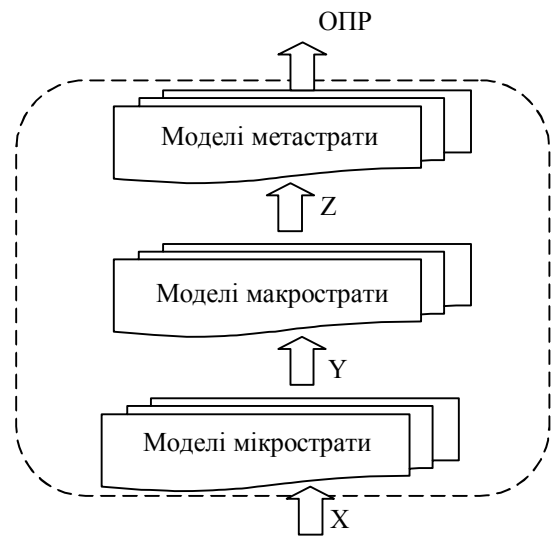 ОПР
Моделі метастрати
Z
Моделі макрострати
Y
Моделі мікрострати
X